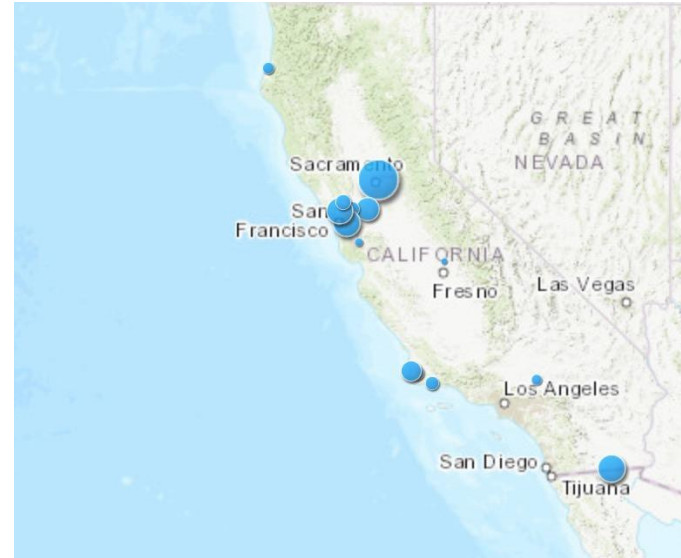 GREAT
BASIN
NEVADA
Sacramento
San
Francisco
CALIFORNIA
Fresno
Las Vegas
Los Angeles
San Diego
Tijuana